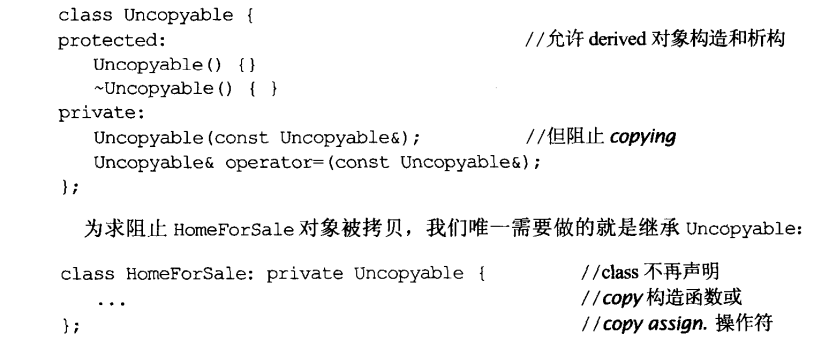 class Uncopyable {
protected: //允许 derived 对象构造和析构
Uncopyable() {}
~Uncopyable() { }
private:
Uncopyable(const Uncopyable&); //但阻止 copying
Uncopyable& operator=(const Uncopyable&);
};
为求阻止 HomeForSale 对象被拷贝，我们唯一需要做的就是继承 Uncopyable:
class HomeForSale: private Uncopyable { //class 不再声明
... //copy 构造函数或
}; //copy assign. 操作符